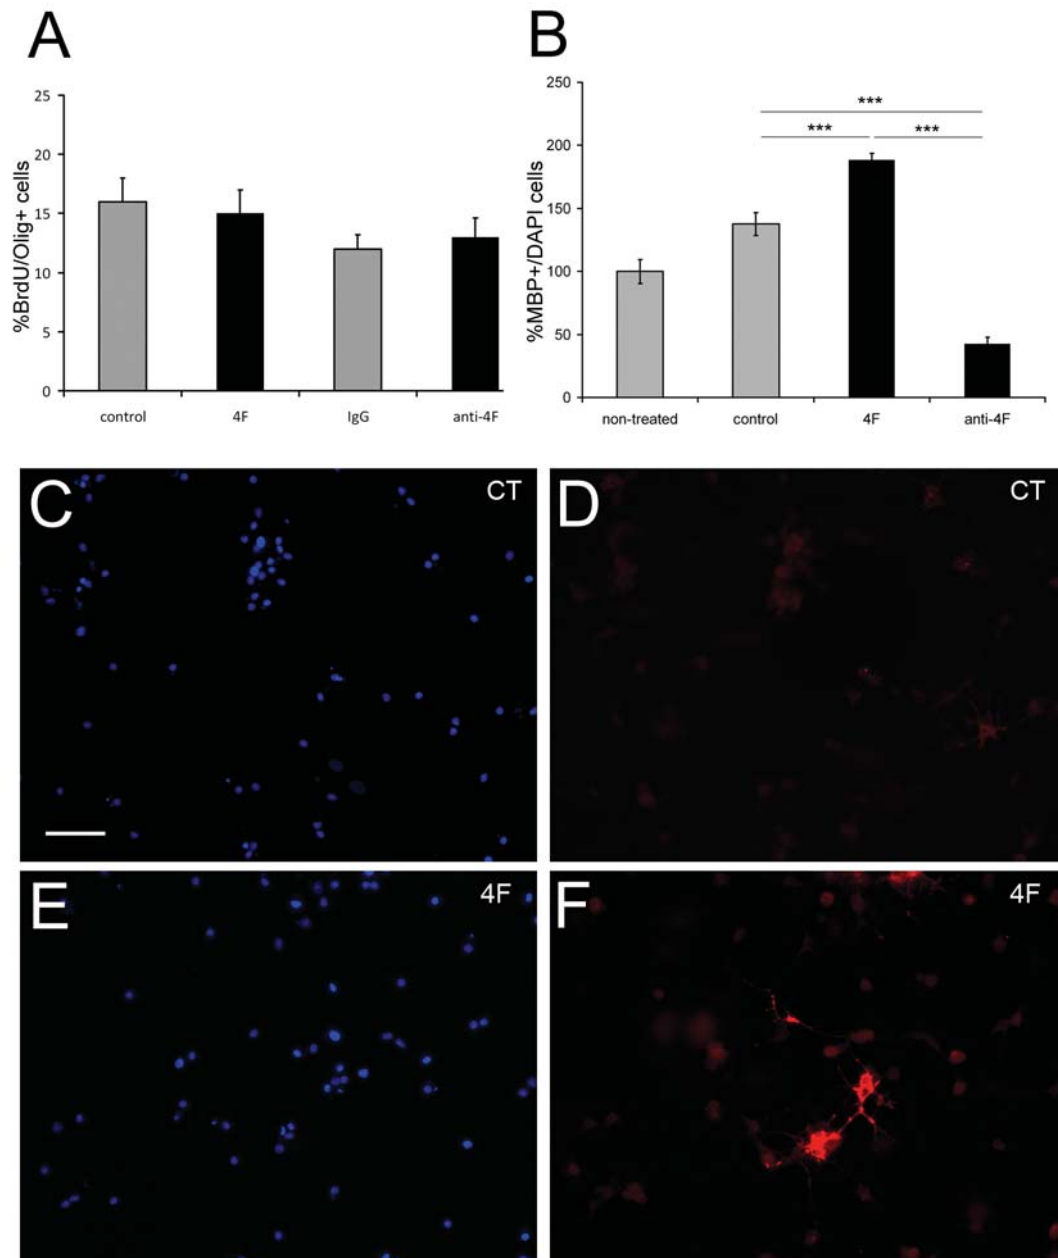 A
25
20
15
10
5
0
%BrdU/Olig+ cells
control 4F IgG anti-4F
B
250
200
150
100
50
0
%MBP+/DAPI cells
***
*** ***
non-treated control 4F anti-4F
C CT
D CT
E 4F
F 4F